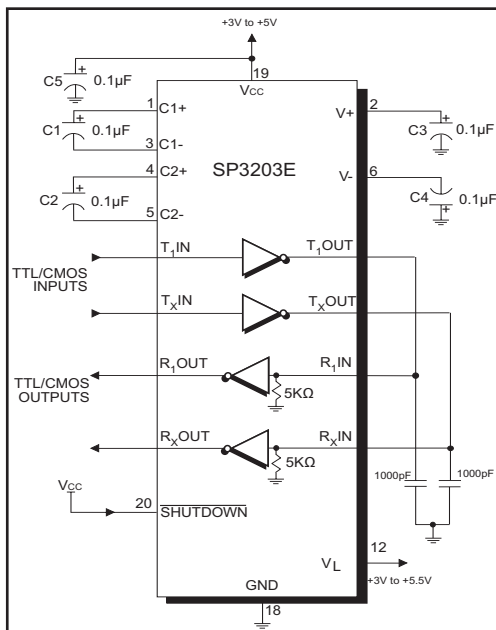 +3V to +5V
C5
+
0.1µF
19
VCC
1
C1+
+
C1
0.1µF
3
C1-
4
C2+
+
C2
0.1µF
5
C2-
SP3203E
V+
2
+
C3
0.1µF
V-
6
C4
+
0.1µF
T1IN
T1OUT
TTL/CMOS
INPUTS
TXIN
TXOUT
R1OUT
R1IN
TTL/CMOS
OUTPUTS
5KΩ
RXOUT
RXIN
5KΩ
1000pF
1000pF
VCC
20
SHUTDOWN
VL
12
+3V to +5.5V
GND
18